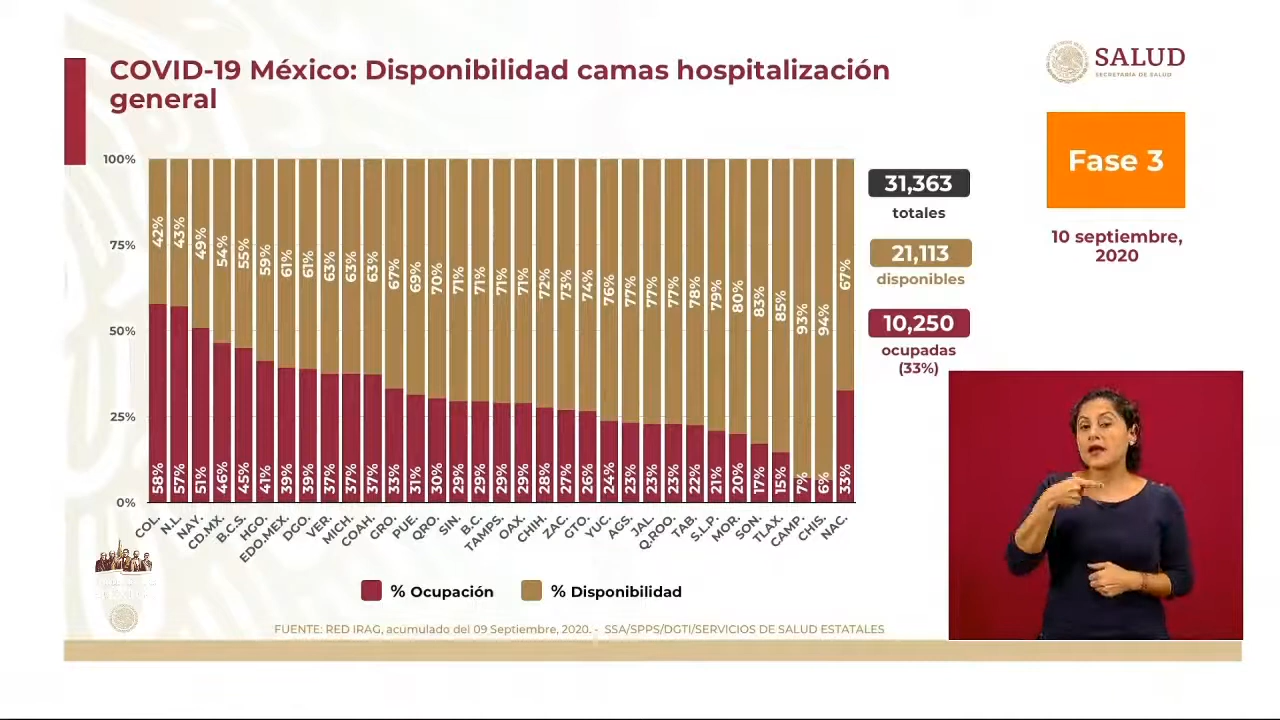 COVID-19 México: Disponibilidad camas hospitalización
general
SALUD
SECRETARÍA DE SALUD
Fase 3
10 septiembre,
2020
31,363
totales
21,113
disponibles
10,250
ocupadas
(33%)
100%
75%
50%
25%
0%
42% 43% 49% 54% 55% 59% 61% 61% 63% 63% 63% 67% 69% 70% 71% 71% 71% 71% 72% 73% 74% 76% 77% 77% 77% 78% 79% 80% 83% 85% 93% 94% 67%
58% 57% 51% 46% 45% 41% 39% 39% 37% 37% 37% 33% 31% 30% 29% 29% 29% 29% 28% 27% 26% 24% 23% 23% 23% 22% 21% 20% 17% 15% 7% 6% 33%
COL. N.L. NAY. CD.MX. B.C.S. HGO. EDO.MEX. DGO. VER. MICH. COAH. GRO. PUE. QRO. SIN. B.C. TAMPS. OAX. CHIH. ZAC. GTO. YUC. AGS. JAL. Q.ROO. TAB. S.L.P. MOR. SON. TLAX. CAMP. CHIS. NAC.
% Ocupación % Disponibilidad
FUENTE: RED IRAG, acumulado del 09 Septiembre, 2020. - SSA/SPPS/DGTI/SERVICIOS DE SALUD ESTATALES